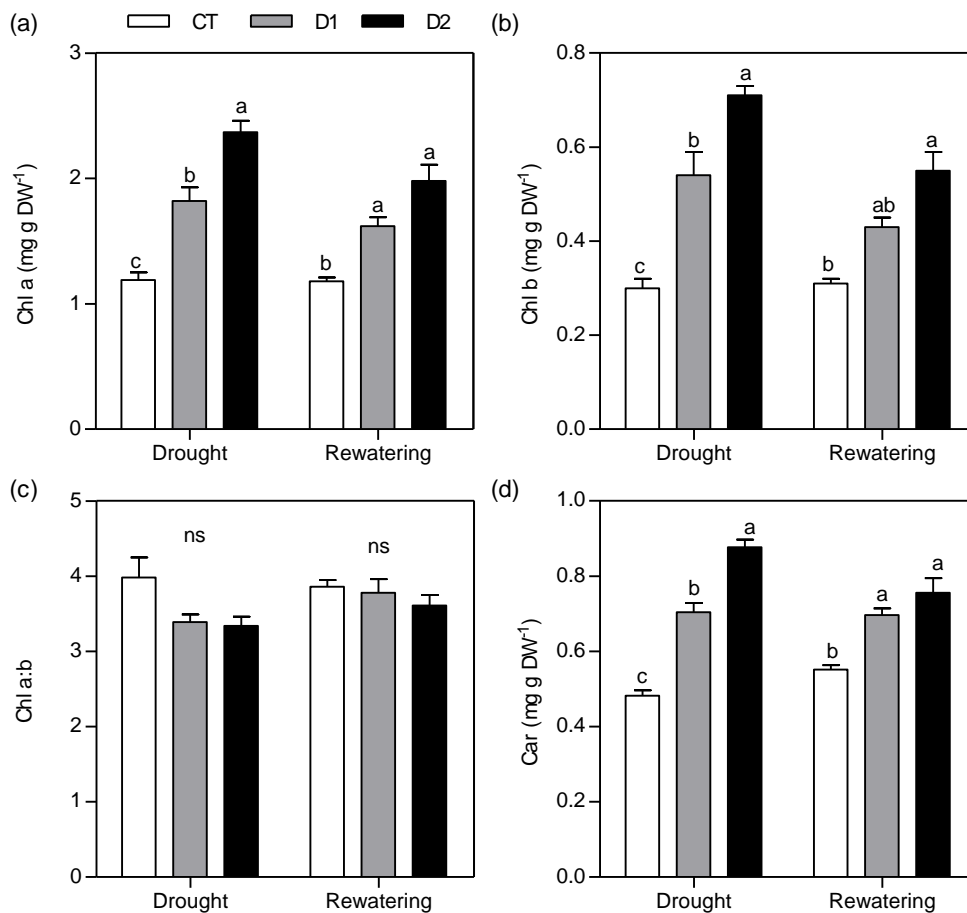 (a) CT D1 D2 (b)
3
2
1
0
Chl a (mg g DW⁻¹)
c
b
a
b
a
a
Drought Rewatering
0.8
0.6
0.4
0.2
0.0
Chl b (mg g DW⁻¹)
c
b
a
b
ab
a
Drought Rewatering
(c)
5
4
3
2
1
0
Chl a:b
ns ns
Drought Rewatering
(d)
1.0
0.8
0.6
0.4
0.2
0.0
Car (mg g DW⁻¹)
c
b
a
b
a
a
Drought Rewatering